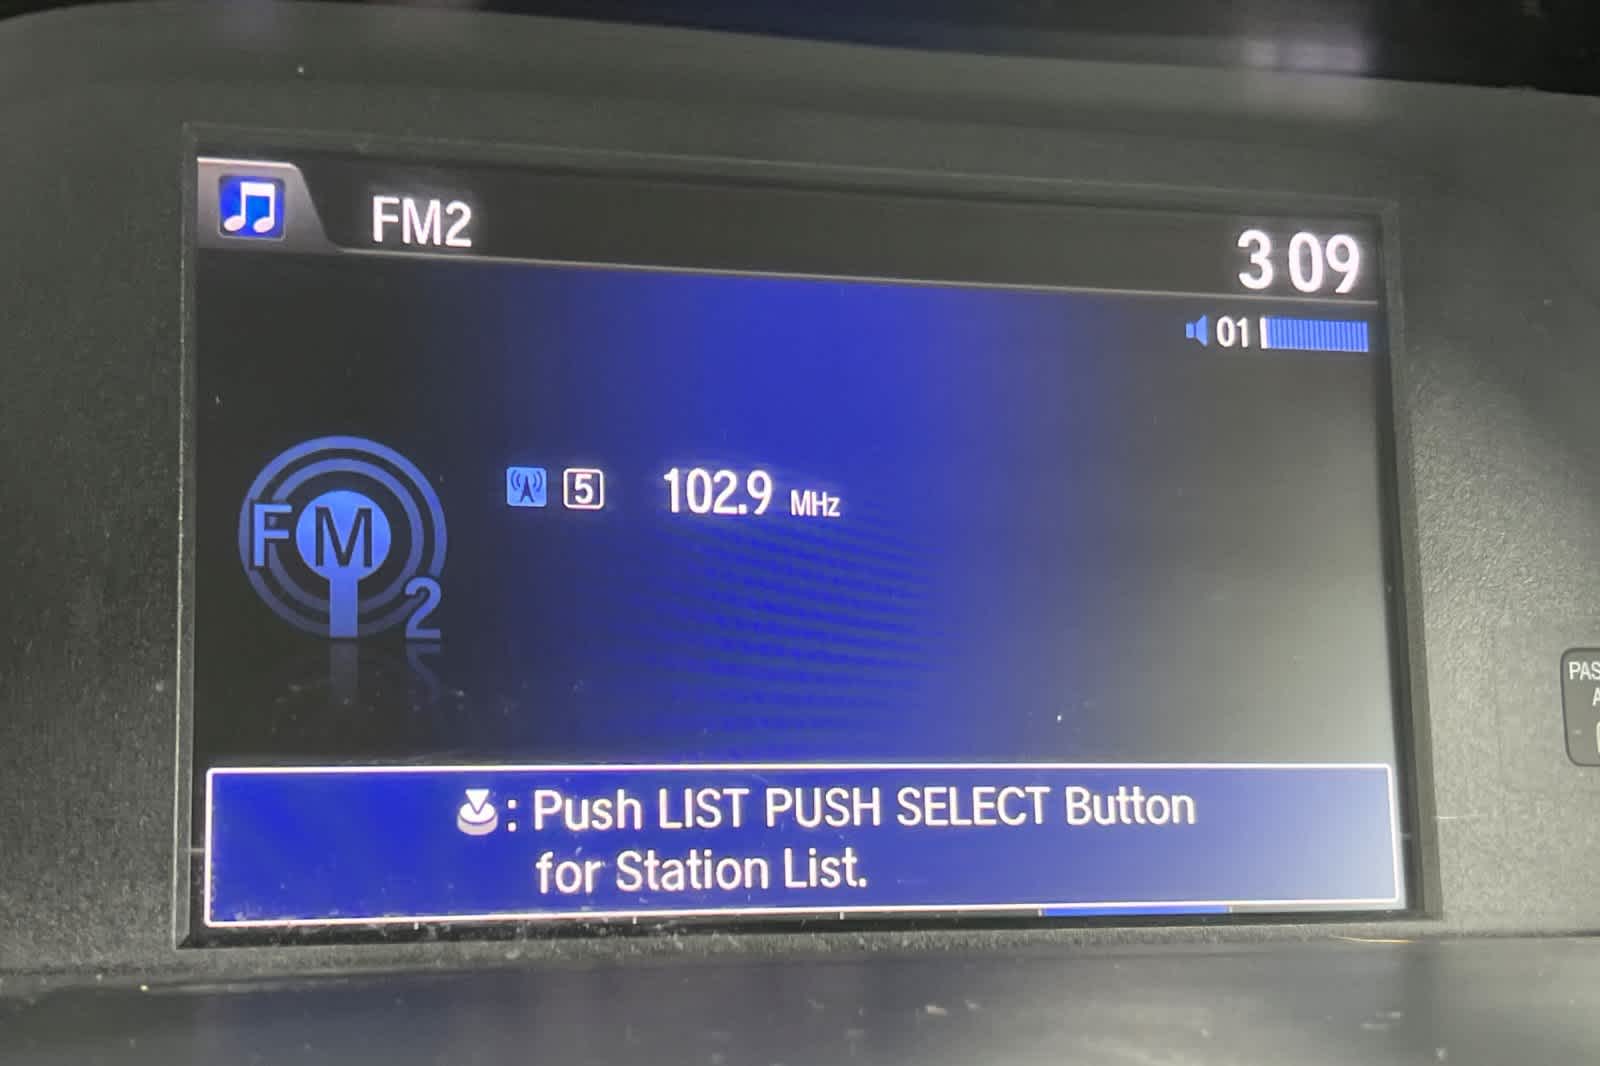 FM2
3 09
01
5 102.9 MHz
FM2
: Push LIST PUSH SELECT Button
for Station List.
PAS